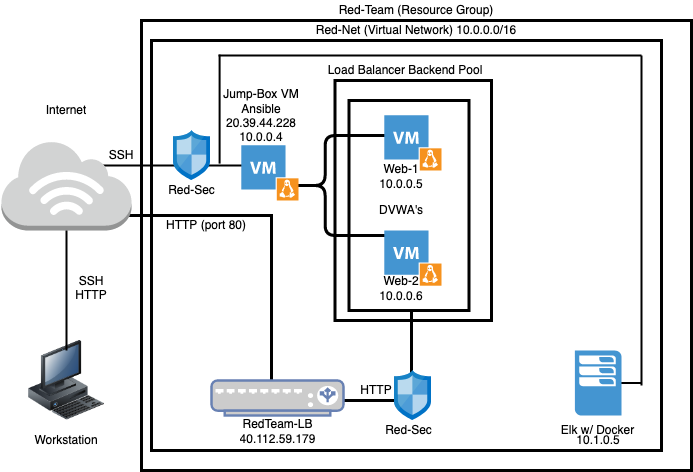 Red-Team (Resource Group)
Red-Net (Virtual Network) 10.0.0.0/16
Load Balancer Backend Pool
Internet
Jump-Box VM
Ansible
20.39.44.228
10.0.0.4
SSH
VM
Red-Sec
VM
Web-1
10.0.0.5
DVWA's
HTTP (port 80)
VM
Web-2
10.0.0.6
SSH
HTTP
HTTP
Workstation
RedTeam-LB
40.112.59.179
Red-Sec
Elk w/ Docker
10.1.0.5